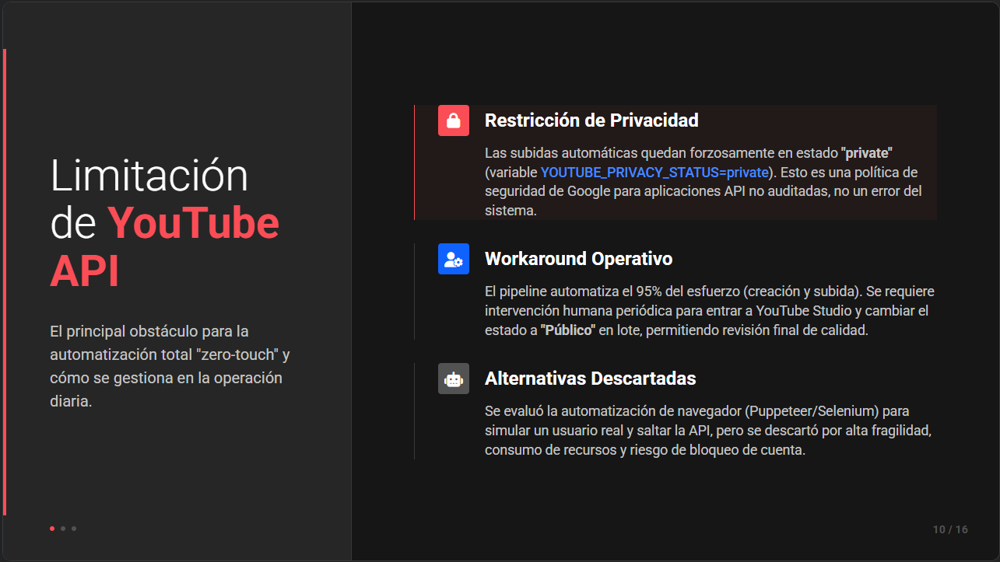 Limitación
de YouTube
API
El principal obstáculo para la
automatización total "zero-touch" y
cómo se gestiona en la operación
diaria.
Restricción de Privacidad
Las subidas automáticas quedan forzosamente en estado "private"
(variable YOUTUBE_PRIVACY_STATUS=private). Esto es una política de
seguridad de Google para aplicaciones API no auditadas, no un error del
sistema.
Workaround Operativo
El pipeline automatiza el 95% del esfuerzo (creación y subida). Se requiere
intervención humana periódica para entrar a YouTube Studio y cambiar el
estado a "Público" en lote, permitiendo revisión final de calidad.
Alternativas Descartadas
Se evaluó la automatización de navegador (Puppeteer/Selenium) para
simular un usuario real y saltar la API, pero se descartó por alta fragilidad,
consumo de recursos y riesgo de bloqueo de cuenta.
10 / 16